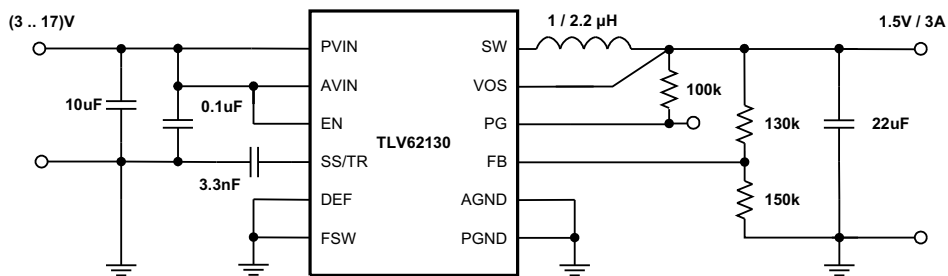 (3 .. 17)V
1 / 2.2 µH
1.5V / 3A
PVIN
SW
AVIN
VOS
10uF
0.1uF
100k
EN
PG
130k
22uF
TLV62130
SS/TR
FB
3.3nF
DEF
AGND
150k
FSW
PGND